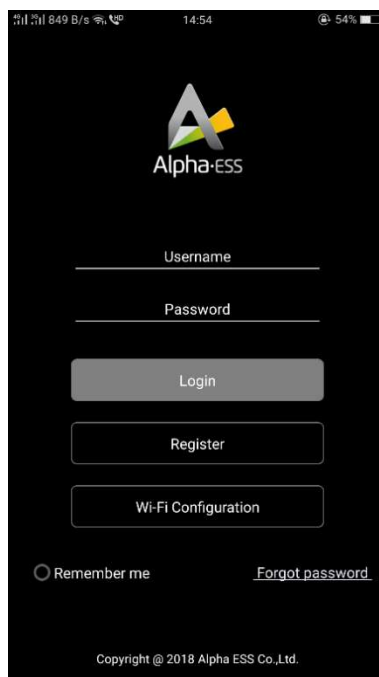 849 B/s 14:54 54%
Alpha·ESS
Username
Password
Login
Register
Wi-Fi Configuration
Remember me Forgot password
Copyright @ 2018 Alpha ESS Co.,Ltd.